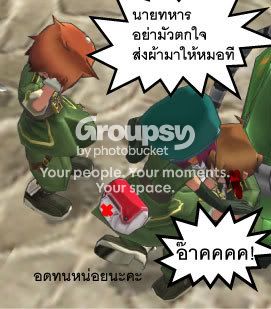 นายทหาร
อย่ามัวตกใจ
ส่งผ้ามาให้หมอที
Groupsy
by photobucket
Your people. Your moments.
Your space.
อ๊าคคคค!
อดทนหน่อยนะคะ